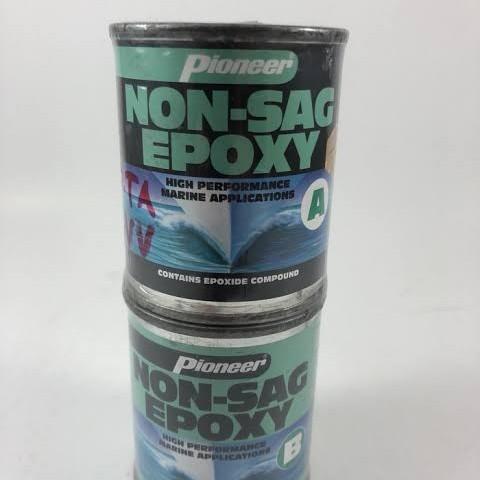 Pioneer
NON-SAG
EPOXY
HIGH PERFORMANCE
MARINE APPLICATIONS
A
TA
CONTAINS EPOXIDE COMPOUND
Pioneer
NON-SAG
EPOXY
HIGH PERFORMANCE
MARINE APPLICATIONS
B